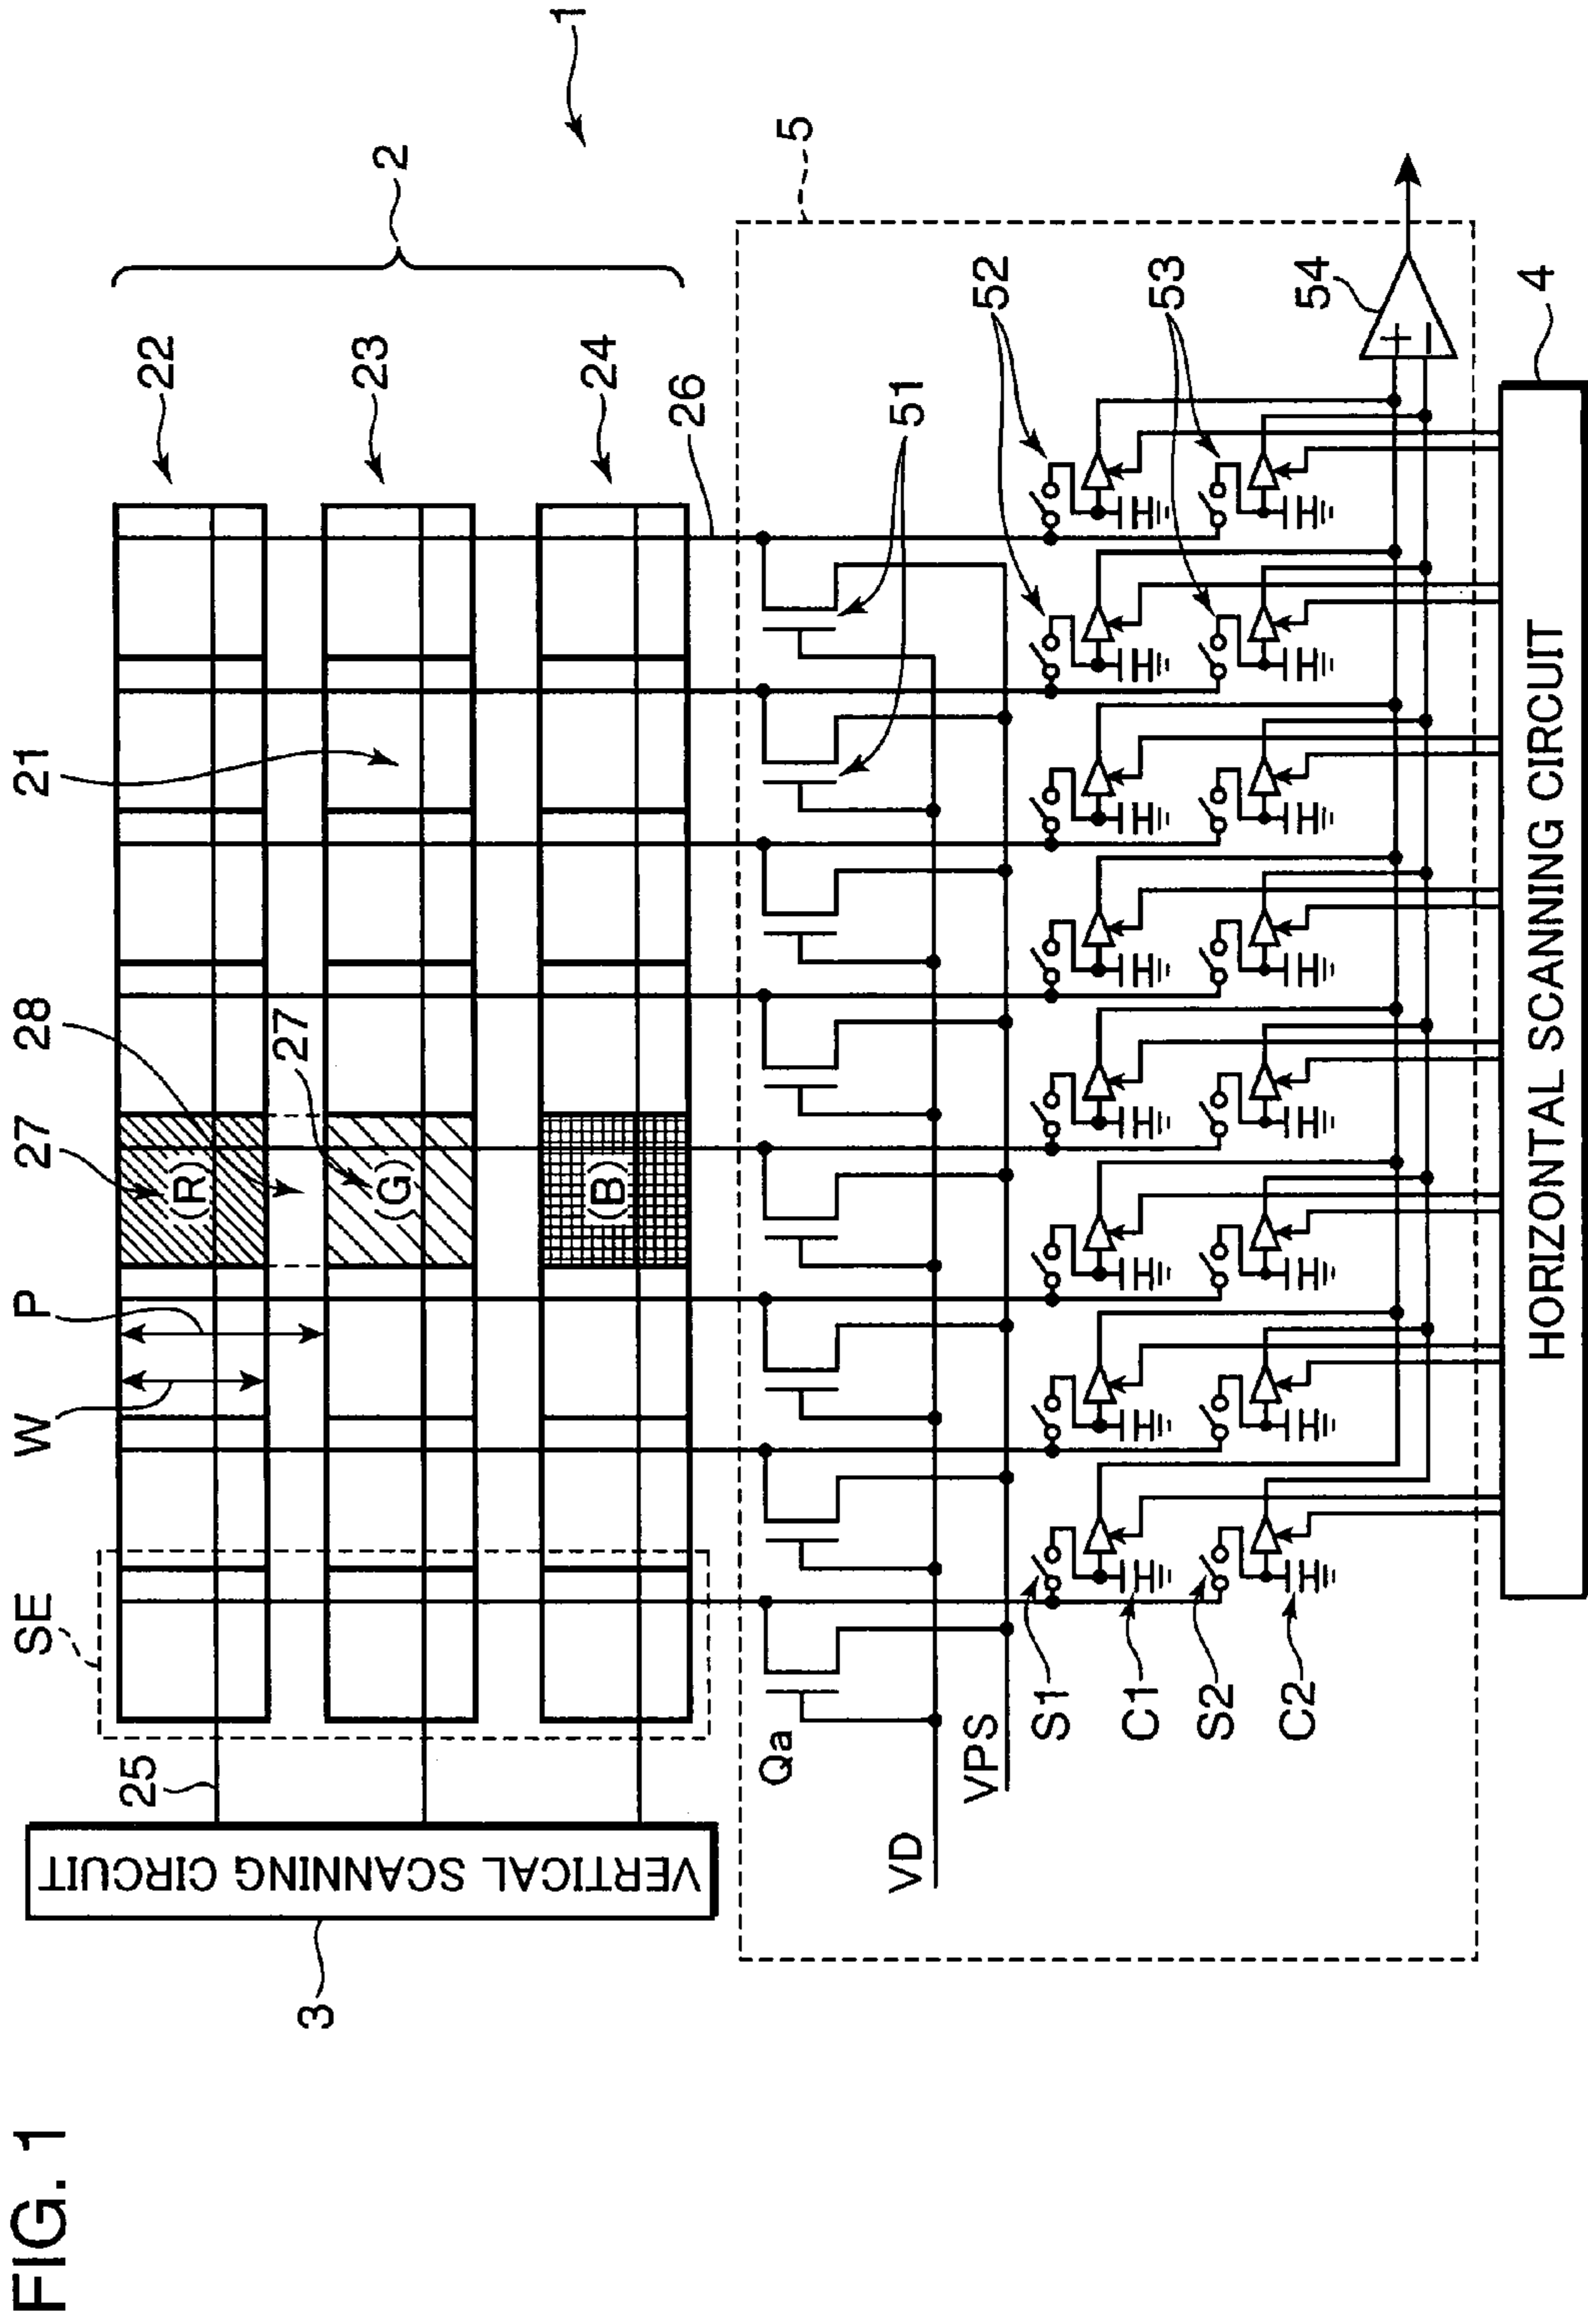 FIG. 1
1
2
22
23
24
26
21
28
27
27
P
W
SE
25
3
VERTICAL SCANNING CIRCUIT
(R)
(G)
(B)
5
51
52
53
54
+
−
4
Qa
VD
VPS
S1
C1
S2
C2
HORIZONTAL SCANNING CIRCUIT